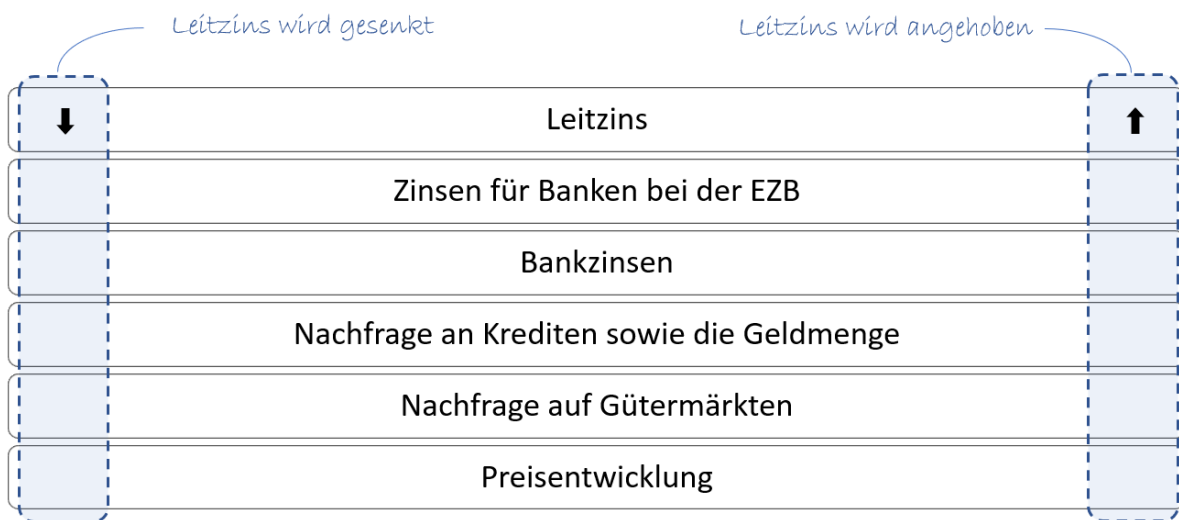 Leitzins wird gesenkt
Leitzins wird angehoben
Leitzins
Zinsen für Banken bei der EZB
Bankzinsen
Nachfrage an Krediten sowie die Geldmenge
Nachfrage auf Gütermärkten
Preisentwicklung